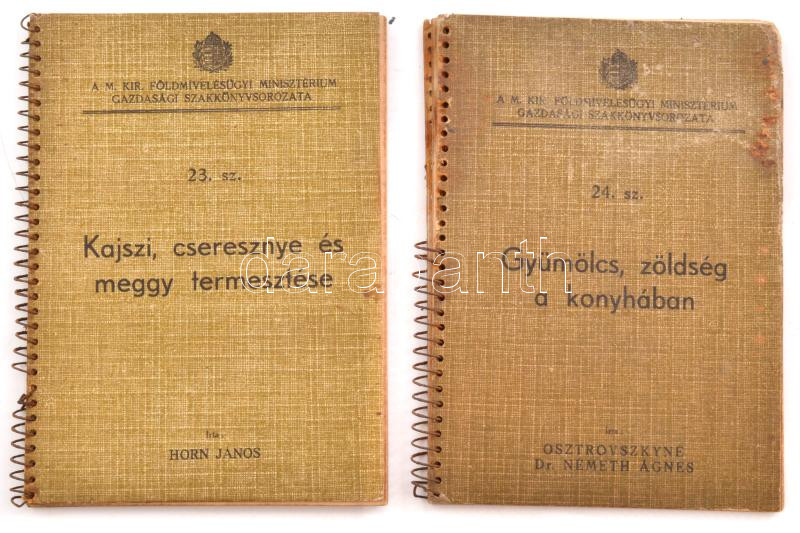 A M. KIR. FÖLDMIVELÉSÜGYI MINISZTÉRIUM
GAZDASÁGI SZAKKÖNYVSOROZATA
23. sz.
Kajszi, cseresznye és
meggy termesztése
Irta:
HORN JÁNOS
A M. KIR. FÖLDMIVELÉSÜGYI MINISZTÉRIUM
GAZDASÁGI SZAKKÖNYVSOROZATA
24. sz.
Gyümölcs, zöldség
a konyhában
irta:
OSZTROVSZKYNÉ
Dr. NÉMETH ÁGNES
darabanth